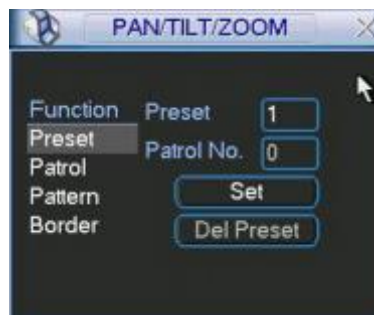 PAN/TILT/ZOOM
Function
Preset
Patrol
Pattern
Border
Preset 1
Patrol No. 0
Set
Del Preset